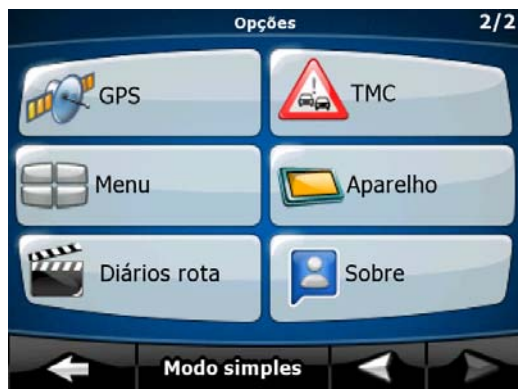 Opções 2/2
GPS
TMC
Menu
Aparelho
Diários rota
Sobre
Modo simples